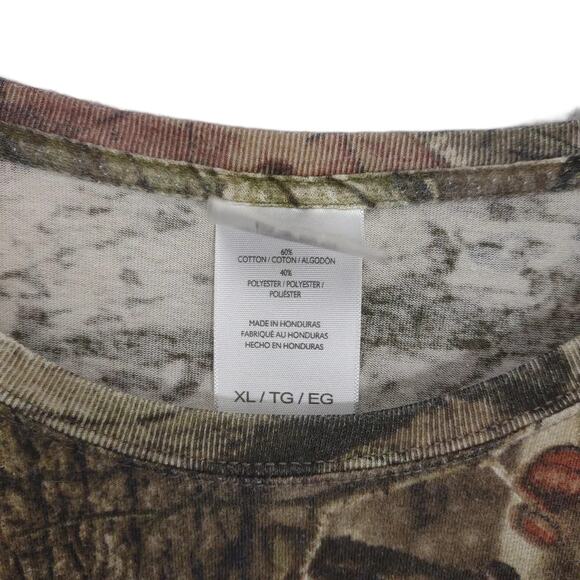 60%
COTTON / COTON / ALGODÓN
40%
POLYESTER / POLYESTER /
POLIÉSTER
MADE IN HONDURAS
FABRIQUÉ AU HONDURAS
HECHO EN HONDURAS
XL / TG / EG